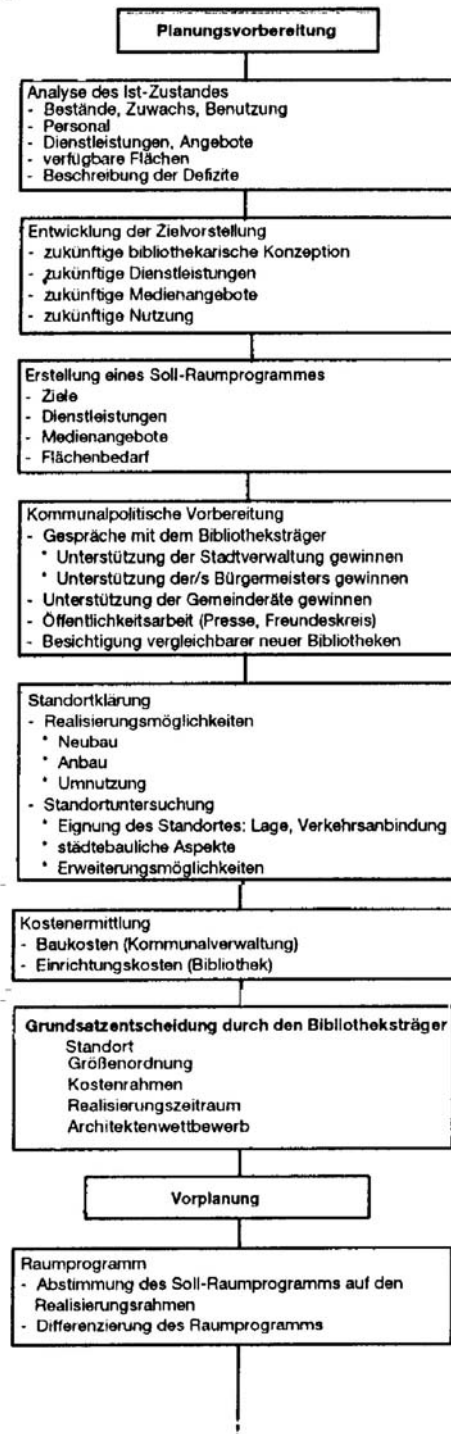 Planungsvorbereitung
Analyse des Ist-Zustandes
- Bestände, Zuwachs, Benutzung
- Personal
- Dienstleistungen, Angebote
- verfügbare Flächen
- Beschreibung der Defizite
Entwicklung der Zielvorstellung
- zukünftige bibliothekarische Konzeption
- zukünftige Dienstleistungen
- zukünftige Medienangebote
- zukünftige Nutzung
Erstellung eines Soll-Raumprogrammes
- Ziele
- Dienstleistungen
- Medienangebote
- Flächenbedarf
Kommunalpolitische Vorbereitung
- Gespräche mit dem Bibliotheksträger
* Unterstützung der Stadtverwaltung gewinnen
* Unterstützung der/s Bürgermeisters gewinnen
- Unterstützung der Gemeinderäte gewinnen
- Öffentlichkeitsarbeit (Presse, Freundeskreis)
- Besichtigung vergleichbarer neuer Bibliotheken
Standortklärung
- Realisierungsmöglichkeiten
* Neubau
* Anbau
* Umnutzung
- Standortuntersuchung
* Eignung des Standortes: Lage, Verkehrsanbindung
* städtebauliche Aspekte
* Erweiterungsmöglichkeiten
Kostenermittlung
- Baukosten (Kommunalverwaltung)
- Einrichtungskosten (Bibliothek)
Grundsatzentscheidung durch den Bibliotheksträger
Standort
Größenordnung
Kostenrahmen
Realisierungszeitraum
Architektenwettbewerb
Vorplanung
Raumprogramm
- Abstimmung des Soll-Raumprogramms auf den
Realisierungsrahmen
- Differenzierung des Raumprogramms